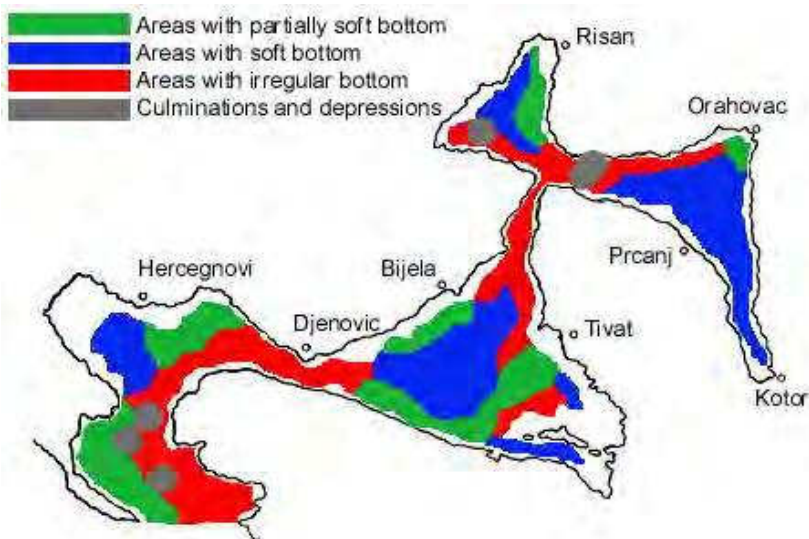 Areas with partially soft bottom
Areas with soft bottom
Areas with irregular bottom
Culminations and depressions
Risan
Orahovac
Prcanj
Hercegnovi
Bijela
Djenovic
Tivat
Kotor